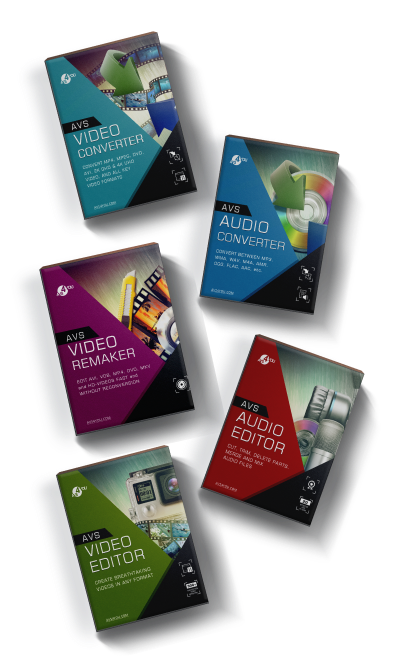 AVS
VIDEO
CONVERTER
CONVERT MP4, MPEG, DVD,
AVI, 2K QHD & 4K UHD
VIDEO, AND ALL KEY
VIDEO FORMATS
AVS
AUDIO
CONVERTER
CONVERT BETWEEN MP3,
WMA, WAV, M4A, AMR,
OGG, FLAC, AAC, etc.
AVS
VIDEO
REMAKER
EDIT AVI, VOB, MP4, DVD, MKV
and HD-VIDEOS FAST and
WITHOUT RECONVERSION
AVS
AUDIO
EDITOR
CUT, TRIM, DELETE PARTS,
MERGE AND MIX
AUDIO FILES
AVS
VIDEO
EDITOR
CREATE BREATHTAKING
VIDEOS IN ANY FORMAT